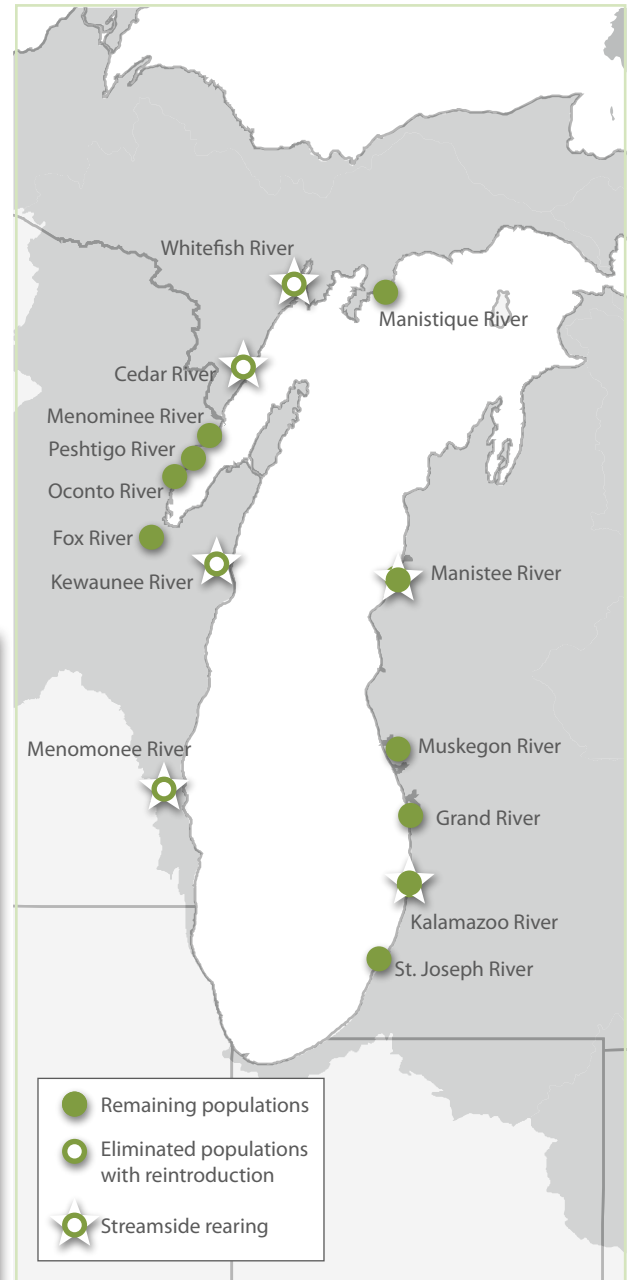 Whitefish River
Manistique River
Cedar River
Menominee River
Peshtigo River
Oconto River
Fox River
Kewaunee River
Manistee River
Muskegon River
Menomonee River
Grand River
Kalamazoo River
St. Joseph River
Remaining populations
Eliminated populations
with reintroduction
Streamside rearing